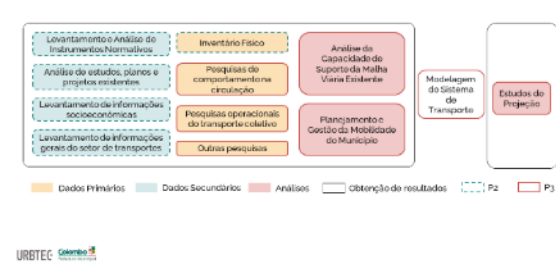 Levantamento e Análise de
Instrumentos Normativos
Análise de estudos, planos e
projetos existentes
Levantamento de informações
socioeconômicas
Levantamento de informações
gerais do setor de transportes
Inventário Físico
Pesquisas de
comportamento na
circulação
Pesquisas operacionais
do transporte coletivo
Outras pesquisas
Análise da
Capacidade de
Suporte da Malha
Viária Existente
Planejamento e
Gestão da Mobilidade
do Município
Modelagem
do Sistema
de
Transporte
Estudos de
Projeção
Dados Primários
Dados Secundários
Análises
Obtenção de resultados
P2
P3
URBTEC
Colombo